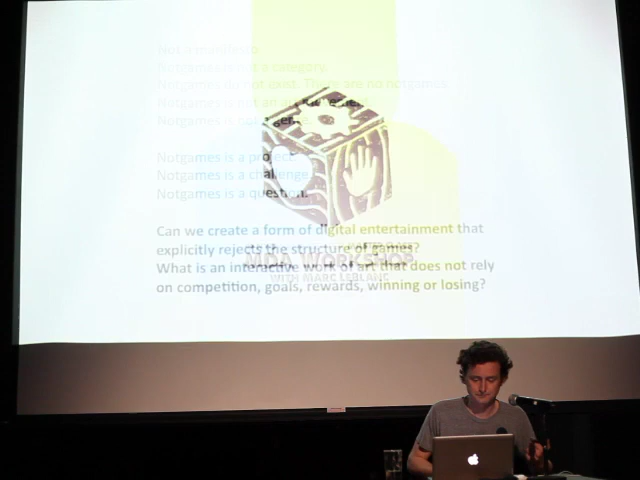 Not a manifesto.
Notgames is not a category.
Notgames do not exist. There are no notgames.
Notgames is not an art movement.
Notgames is not a genre.
Notgames is a project.
Notgames is a challenge.
Notgames is a question.
Can we create a form of digital entertainment that
explicitly rejects the structure of games?
What is an interactive work of art that does not rely
on competition, goals, rewards, winning or losing?
MDA WORKSHOP
WITH MARC LEBLANC